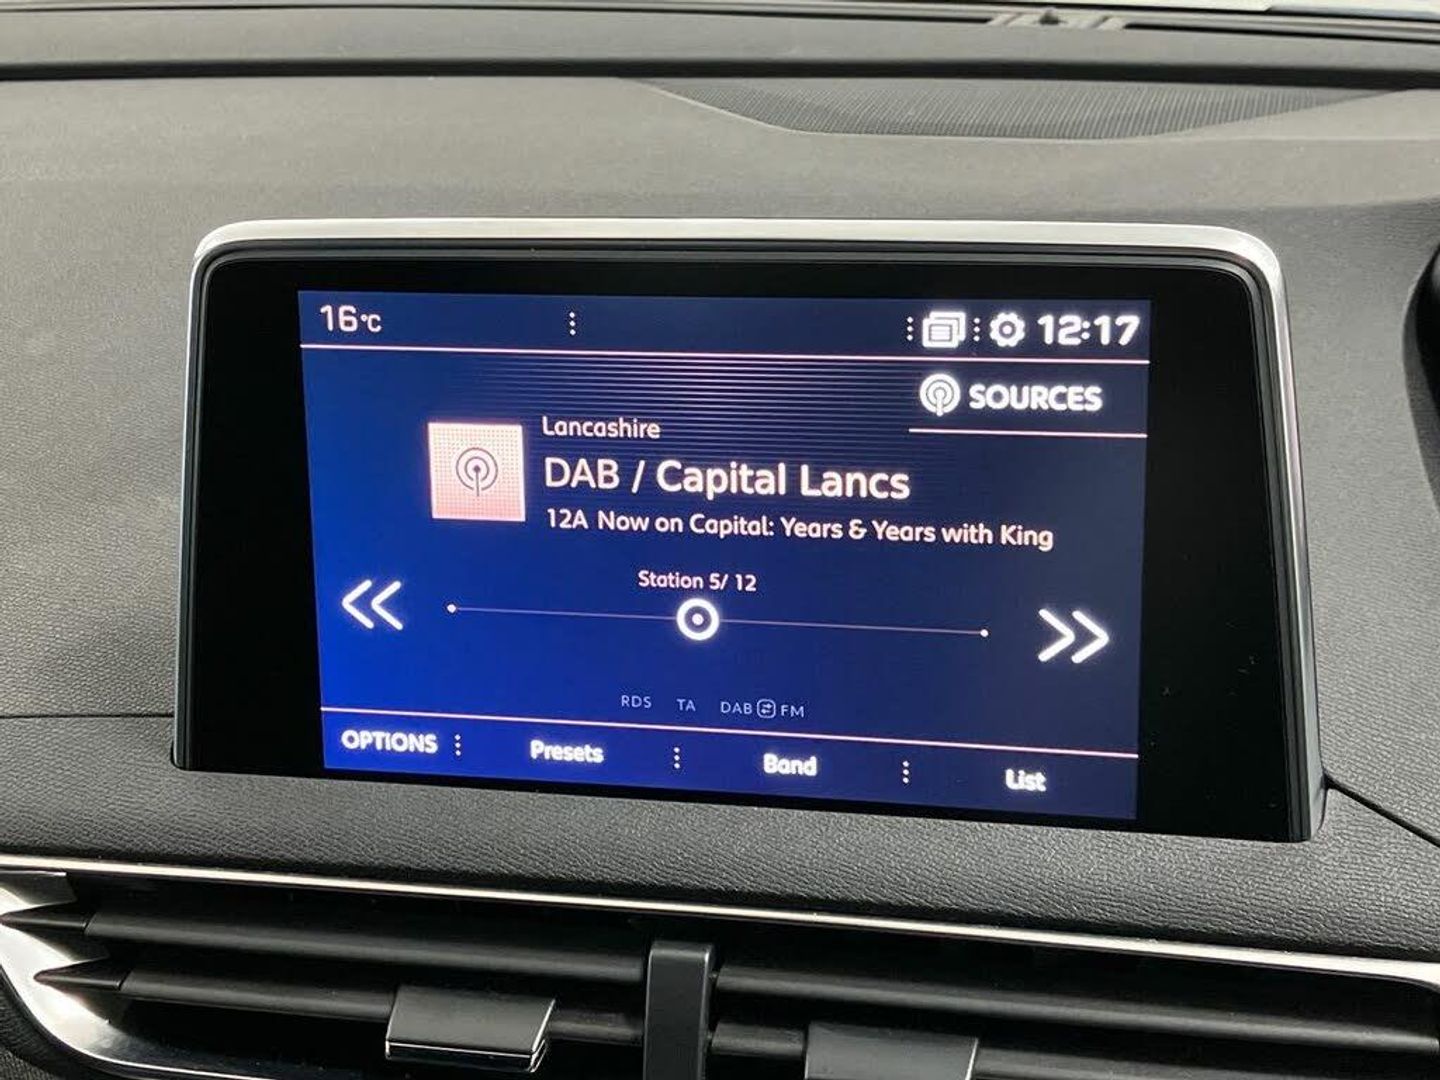 16°C 12:17
SOURCES
Lancashire
DAB / Capital Lancs
12A Now on Capital: Years & Years with King
Station 5/ 12
RDS TA DAB FM
OPTIONS Presets Band List